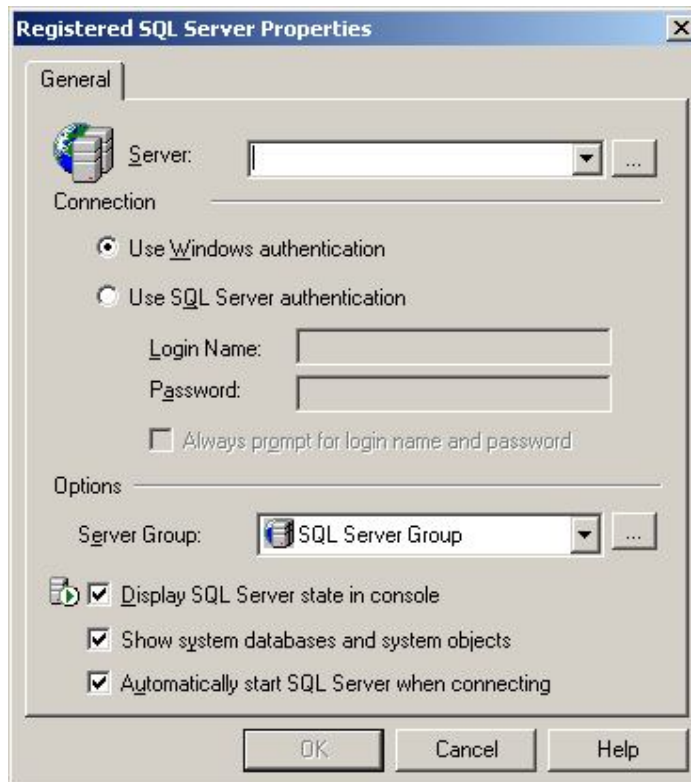 Registered SQL Server Properties
General
Server:
...
Connection
Use Windows authentication
Use SQL Server authentication
Login Name:
Password:
Always prompt for login name and password
Options
Server Group: SQL Server Group ...
Display SQL Server state in console
Show system databases and system objects
Automatically start SQL Server when connecting
OK Cancel Help